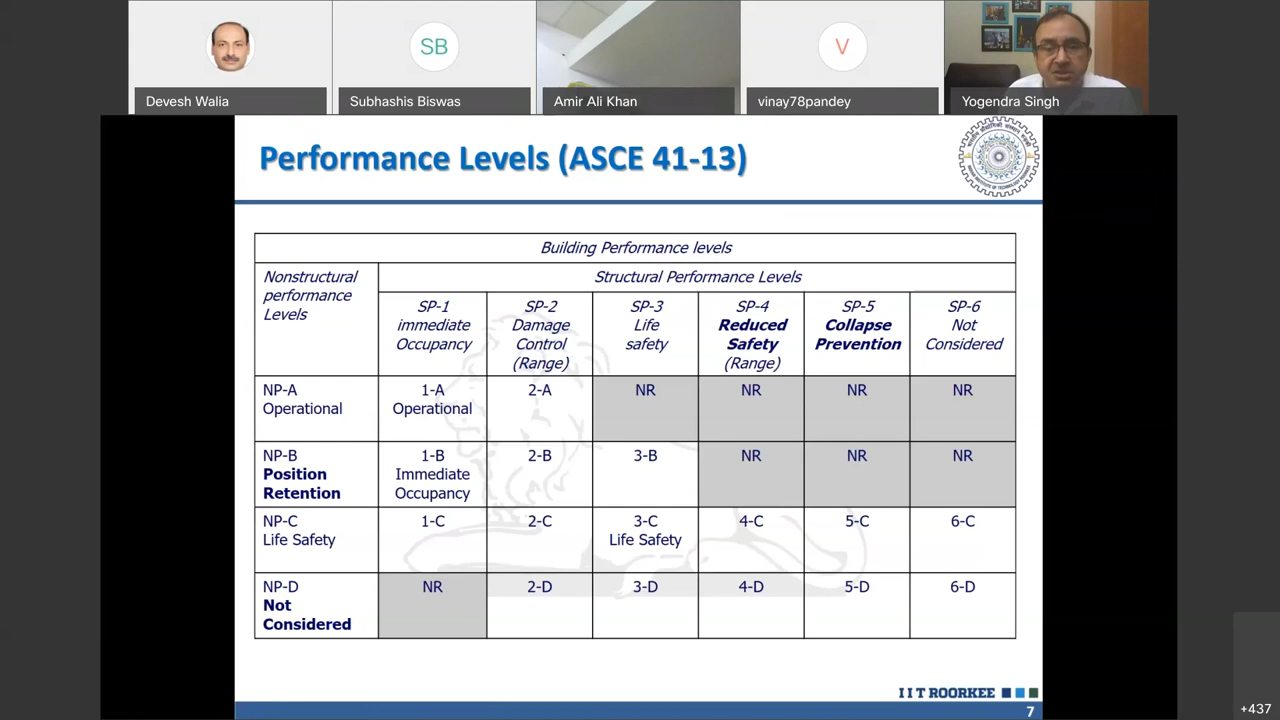 SB
V
Devesh Walia
Subhashis Biswas
Amir Ali Khan
vinay78pandey
Yogendra Singh
Performance Levels (ASCE 41-13)
Building Performance levels
Nonstructural performance Levels
Structural Performance Levels
SP-1 immediate Occupancy
SP-2 Damage Control (Range)
SP-3 Life safety
SP-4 Reduced Safety (Range)
SP-5 Collapse Prevention
SP-6 Not Considered
NP-A Operational
1-A Operational
2-A
NR
NR
NR
NR
NP-B Position Retention
1-B Immediate Occupancy
2-B
3-B
NR
NR
NR
NP-C Life Safety
1-C
2-C
3-C Life Safety
4-C
5-C
6-C
NP-D Not Considered
NR
2-D
3-D
4-D
5-D
6-D
I I T ROORKEE
7
+437